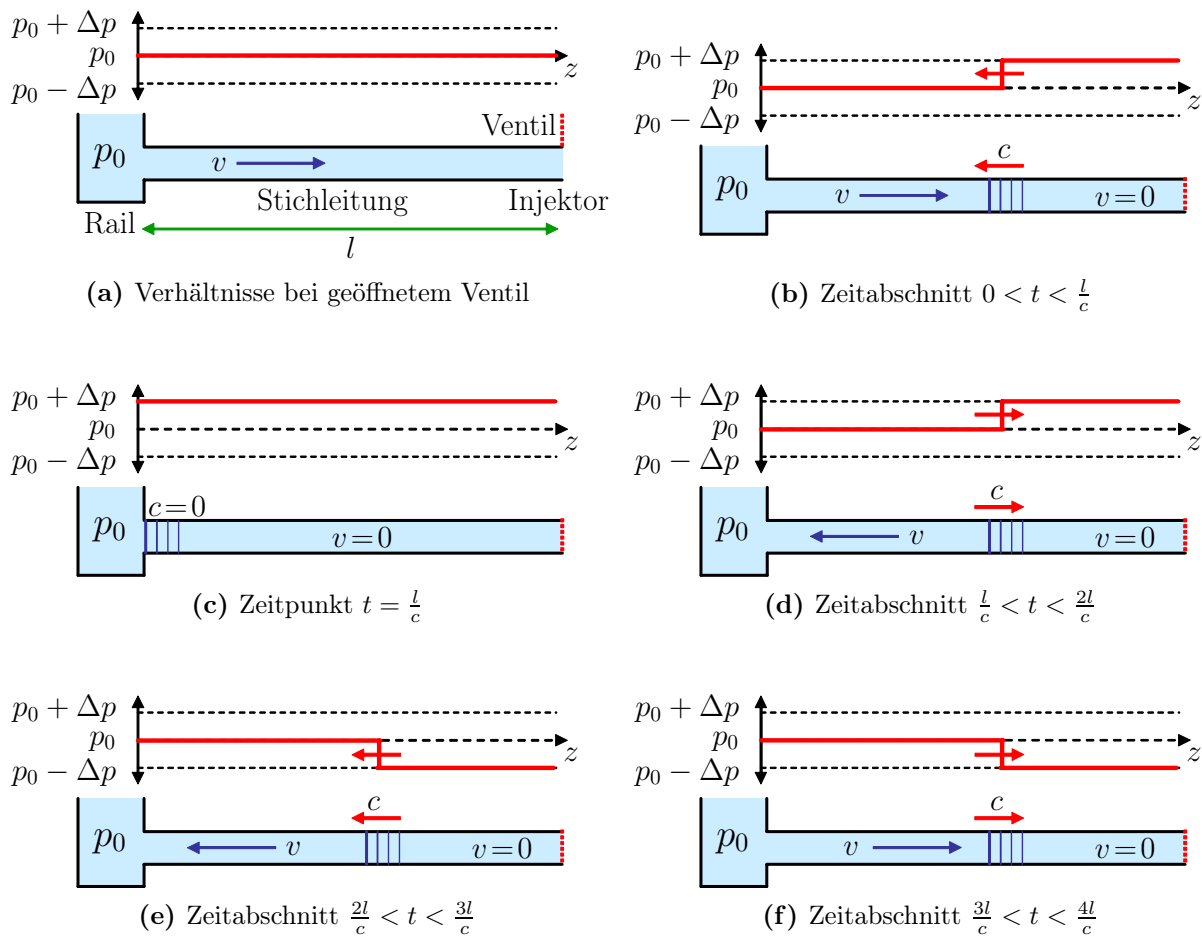 p₀ + Δp
p₀
p₀ − Δp
z
Ventil
p₀
v
Stichleitung
Injektor
Rail
l
(a) Verhältnisse bei geöffnetem Ventil
p₀ + Δp
p₀
p₀ − Δp
z
c
p₀
v
v = 0
(b) Zeitabschnitt 0 < t < l/c
p₀ + Δp
p₀
p₀ − Δp
z
c = 0
p₀
v = 0
(c) Zeitpunkt t = l/c
p₀ + Δp
p₀
p₀ − Δp
z
c
p₀
v
v = 0
(d) Zeitabschnitt l/c < t < 2l/c
p₀ + Δp
p₀
p₀ − Δp
z
c
p₀
v
v = 0
(e) Zeitabschnitt 2l/c < t < 3l/c
p₀ + Δp
p₀
p₀ − Δp
z
c
p₀
v
v = 0
(f) Zeitabschnitt 3l/c < t < 4l/c